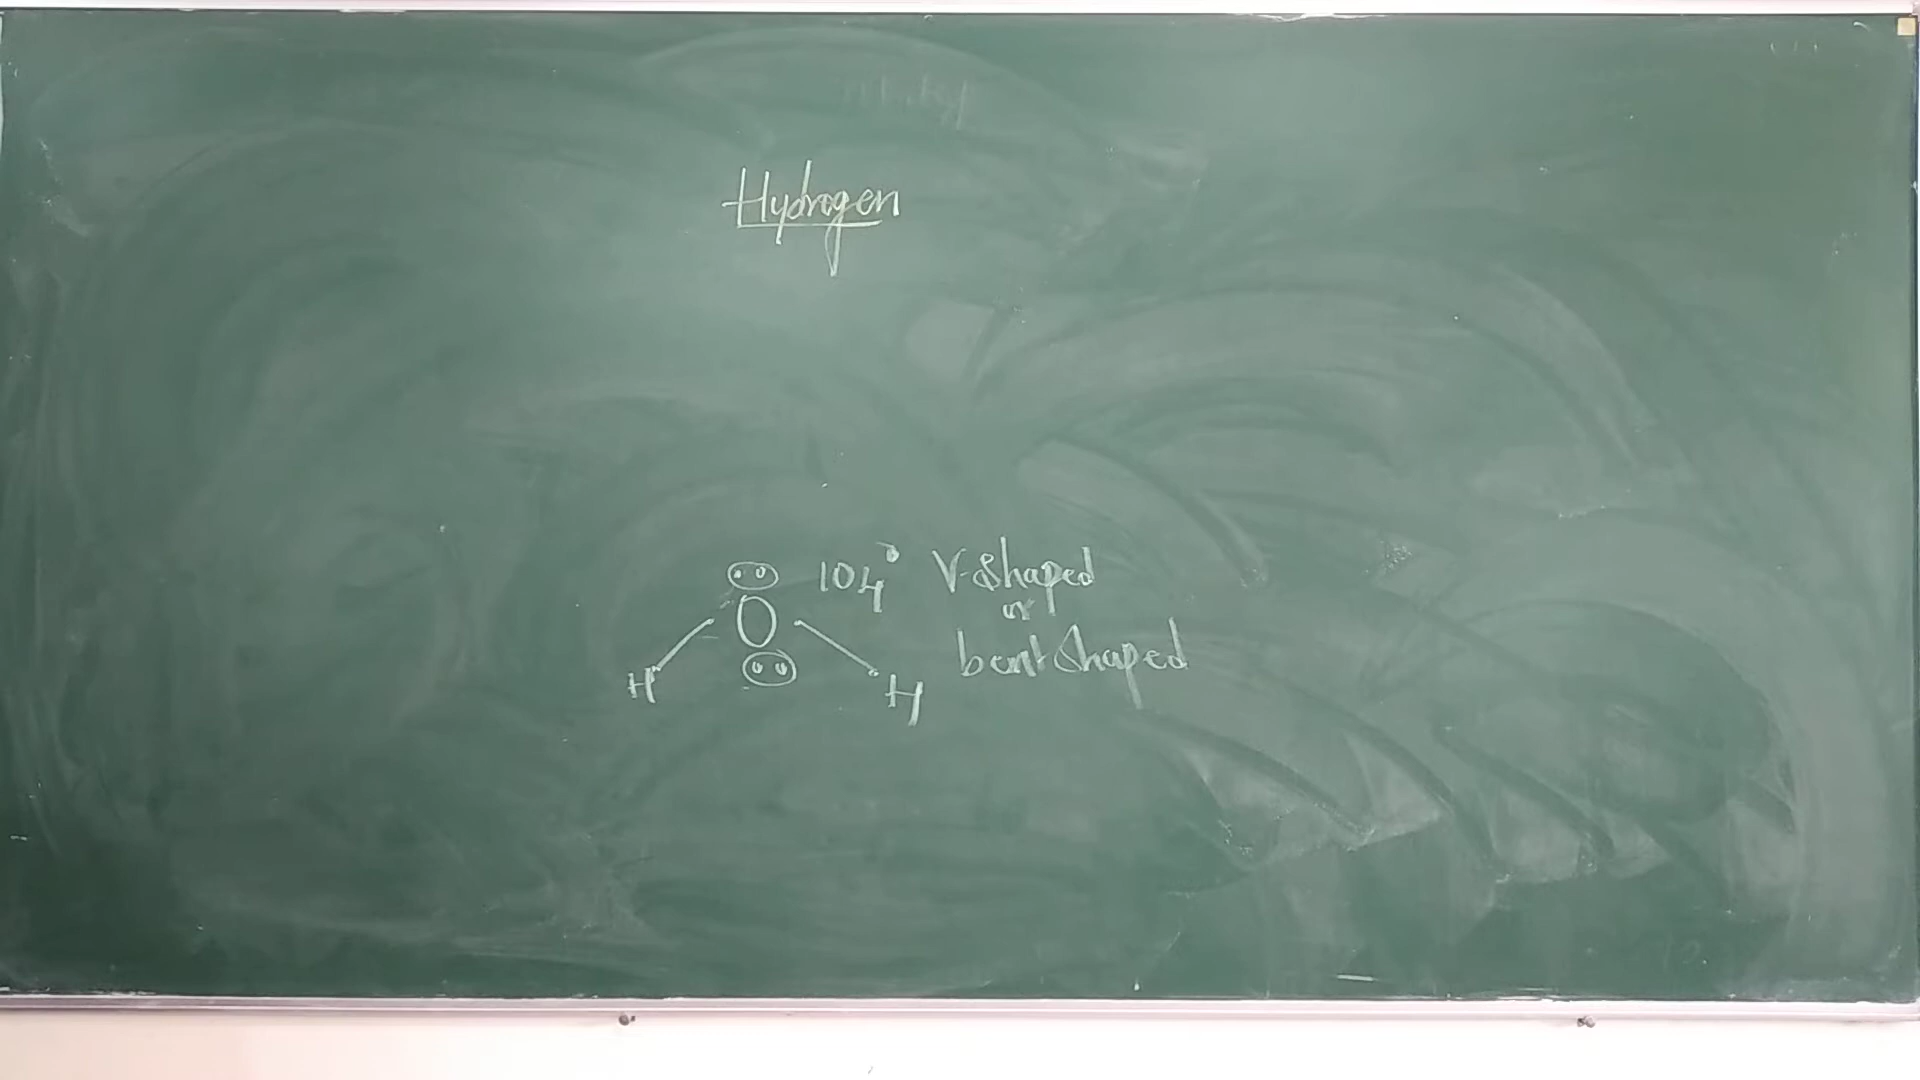 Hydrogen
104° V-shaped
O
or
H H
bent shaped